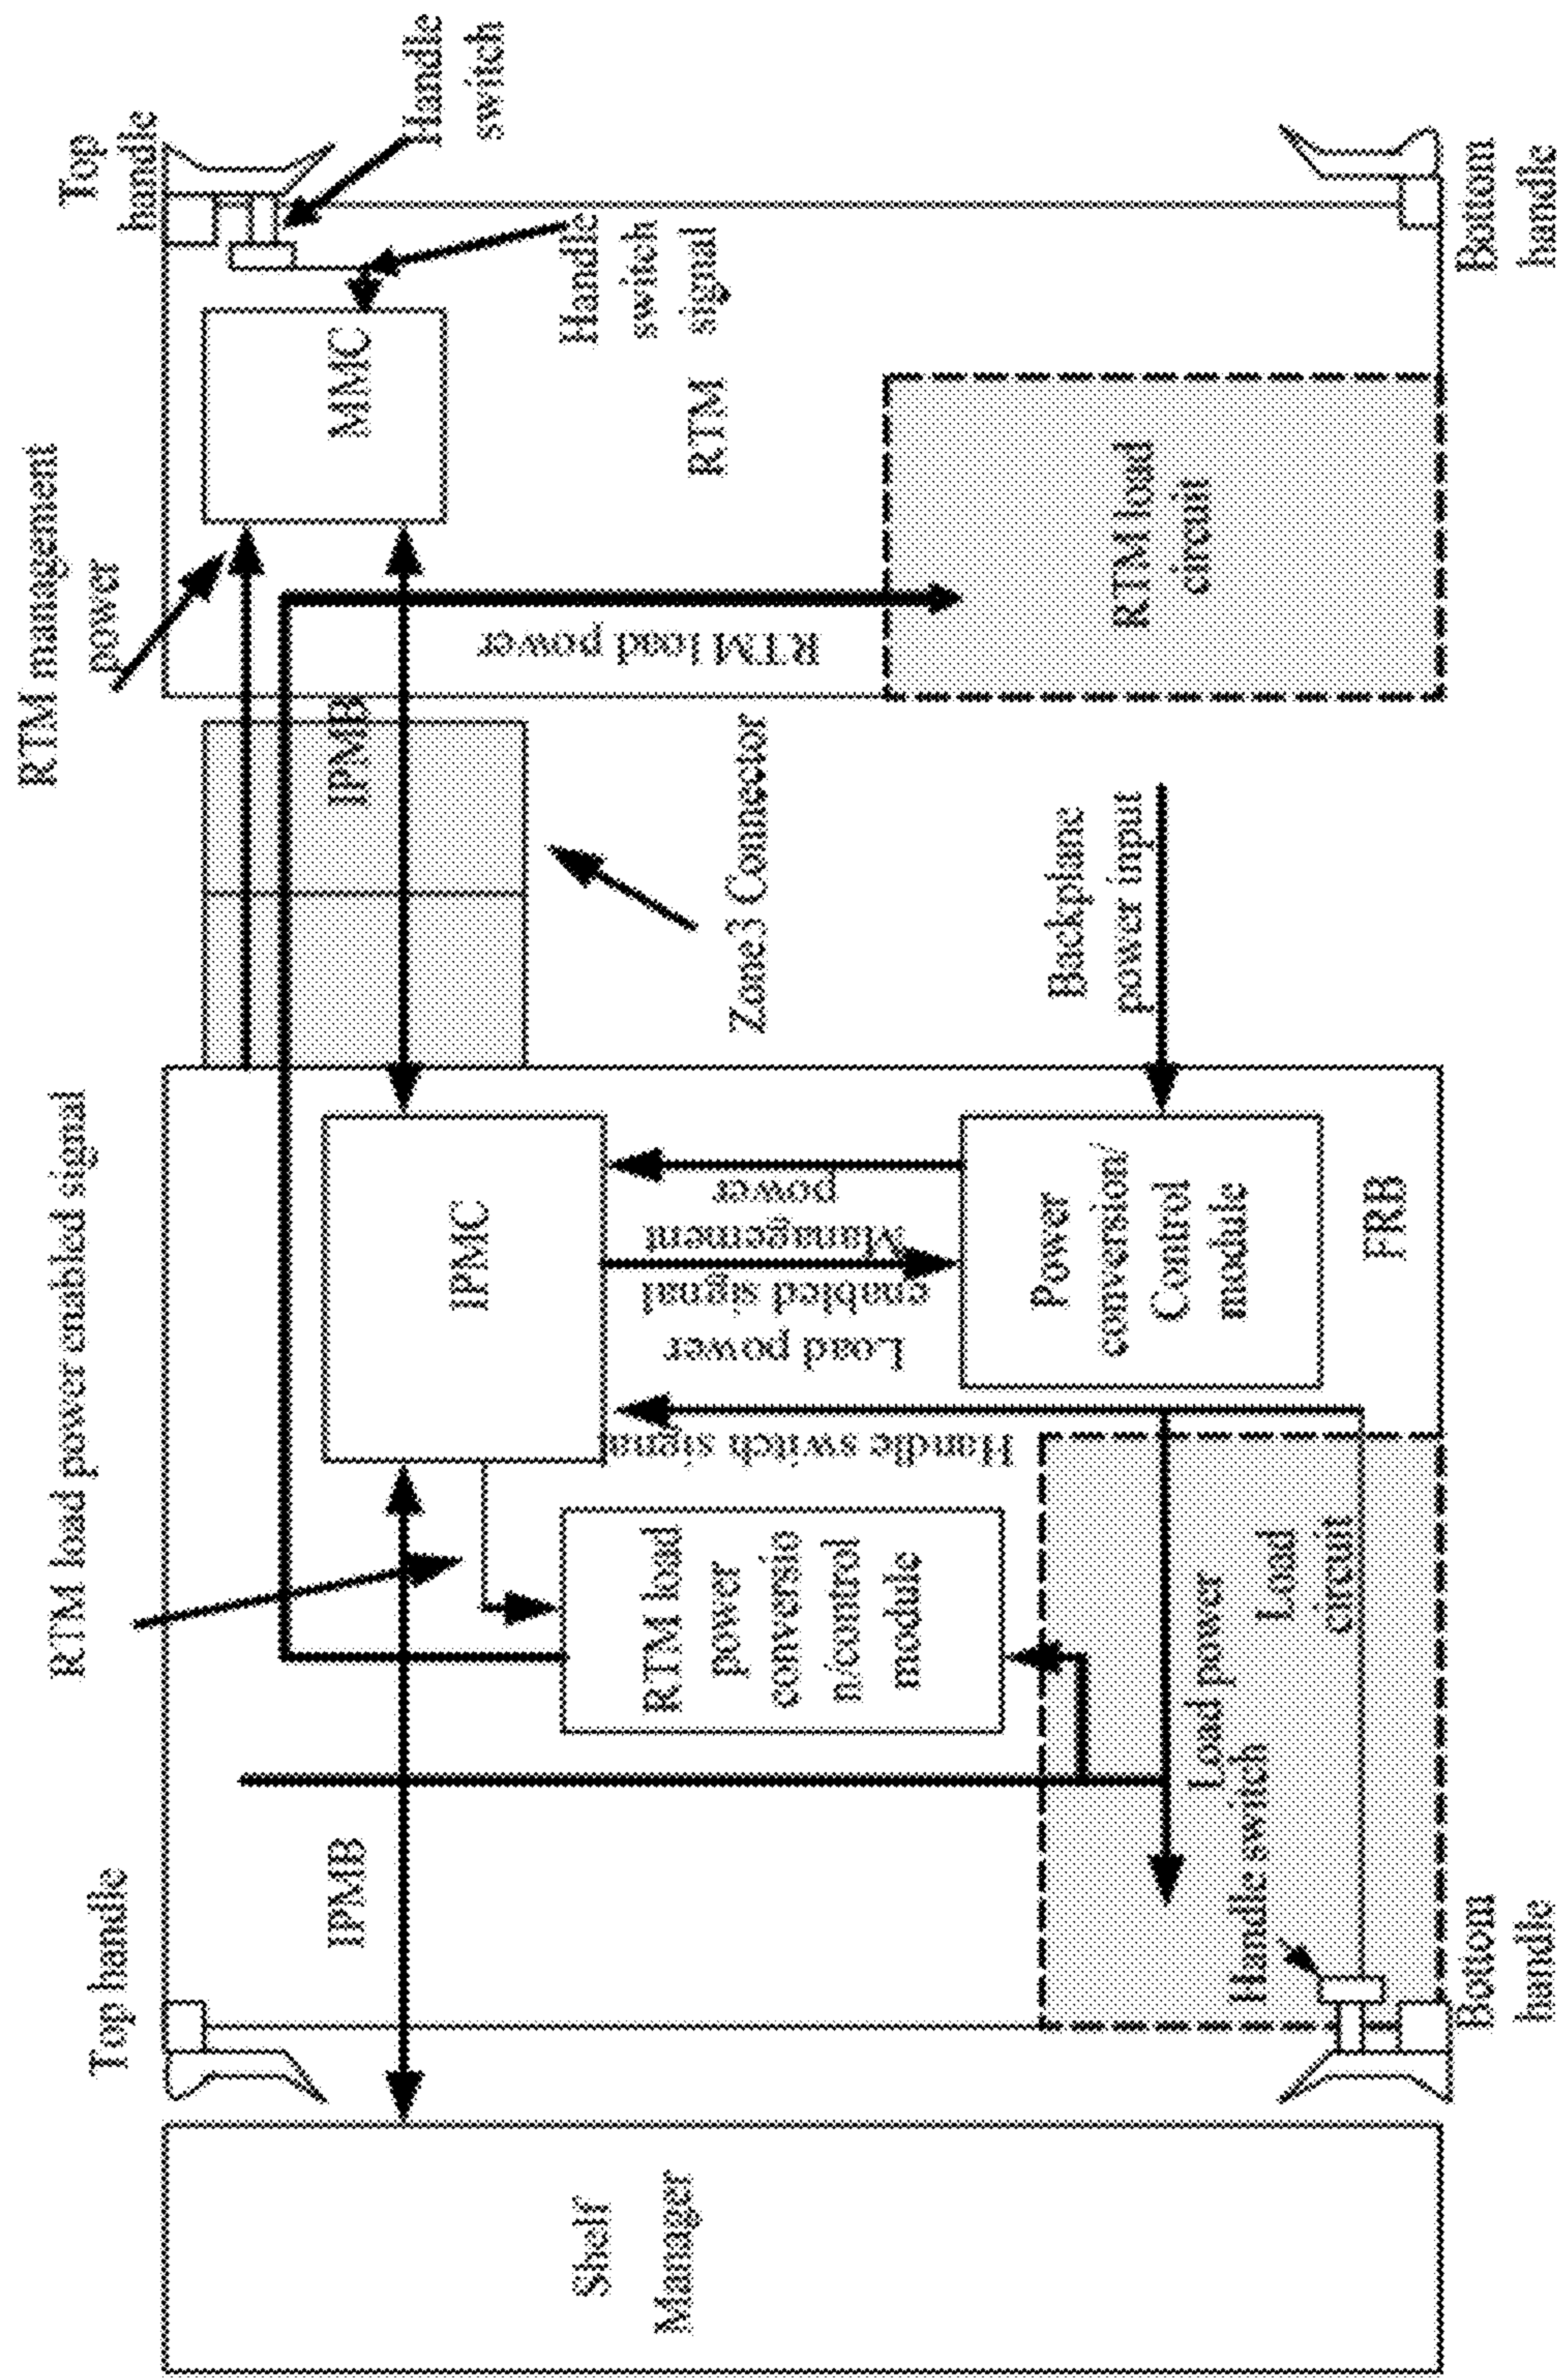 Shelf
Manager
Top handle
IPMB
Bottom
handle
Handle switch
Load power
Load
circuit
RTM load
power
conversio
n/control
module
RTM load power enabled signal
Handle switch signa
IPMC
Load power
enabled signal
Management
power
Power
conversion/
Control
module
FRB
Backplane
power input
Zone3 Connector
IPMB
RTM management
power
RTM load power
RTM load
circuit
RTM
MMC
Handle
switch
signal
Handle
switch
Top
handle
Bottom
handle